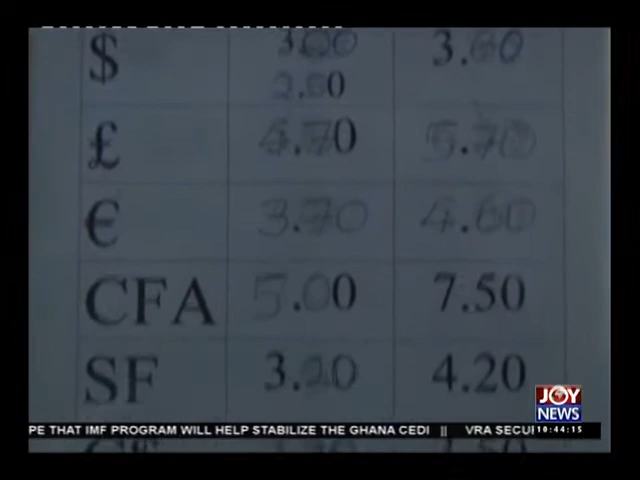 $ 3.00 3.60
2.80
£ 4.70 5.70
€ 3.70 4.60
CFA 5.00 7.50
SF 3.20 4.20
JOY
NEWS
PE THAT IMF PROGRAM WILL HELP STABILIZE THE GHANA CEDI || VRA SECUR 10:44:15